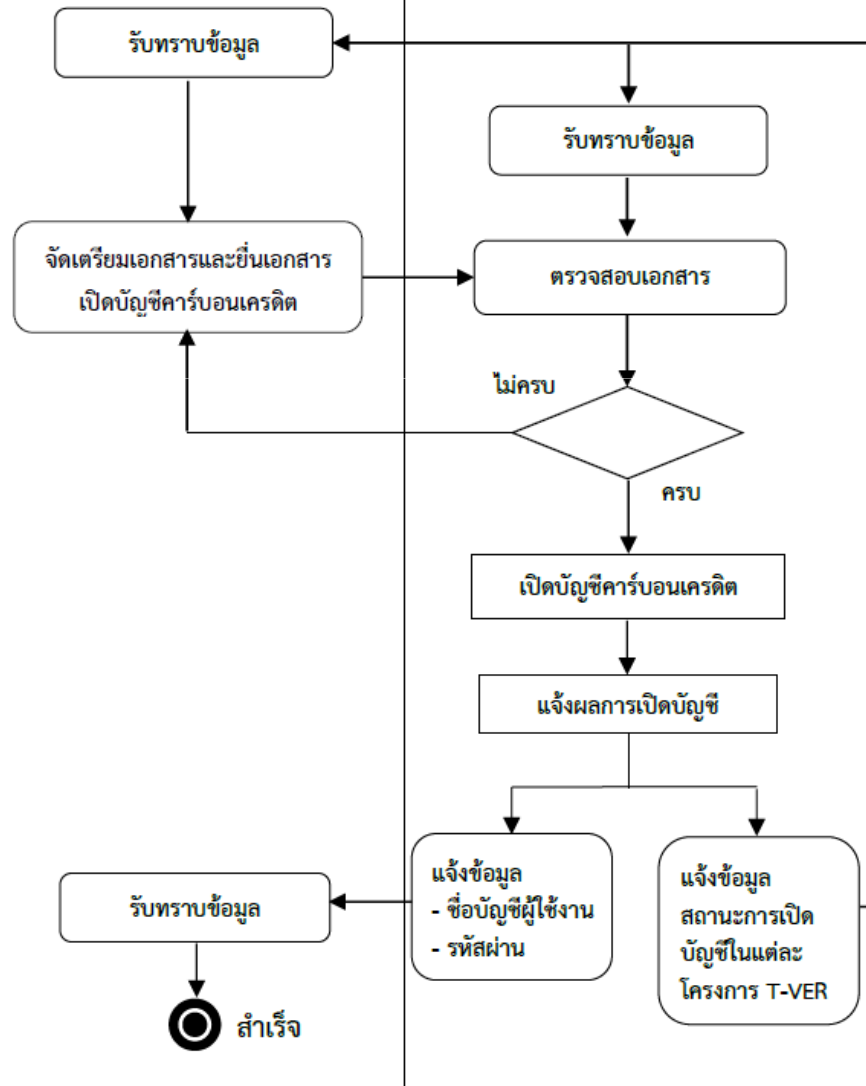 รับทราบข้อมูล
รับทราบข้อมูล
จัดเตรียมเอกสารและยื่นเอกสาร
เปิดบัญชีคาร์บอนเครดิต
ตรวจสอบเอกสาร
ไม่ครบ
ครบ
เปิดบัญชีคาร์บอนเครดิต
แจ้งผลการเปิดบัญชี
แจ้งข้อมูล
- ชื่อบัญชีผู้ใช้งาน
- รหัสผ่าน
แจ้งข้อมูล
สถานะการเปิด
บัญชีในแต่ละ
โครงการ T-VER
รับทราบข้อมูล
สำเร็จ